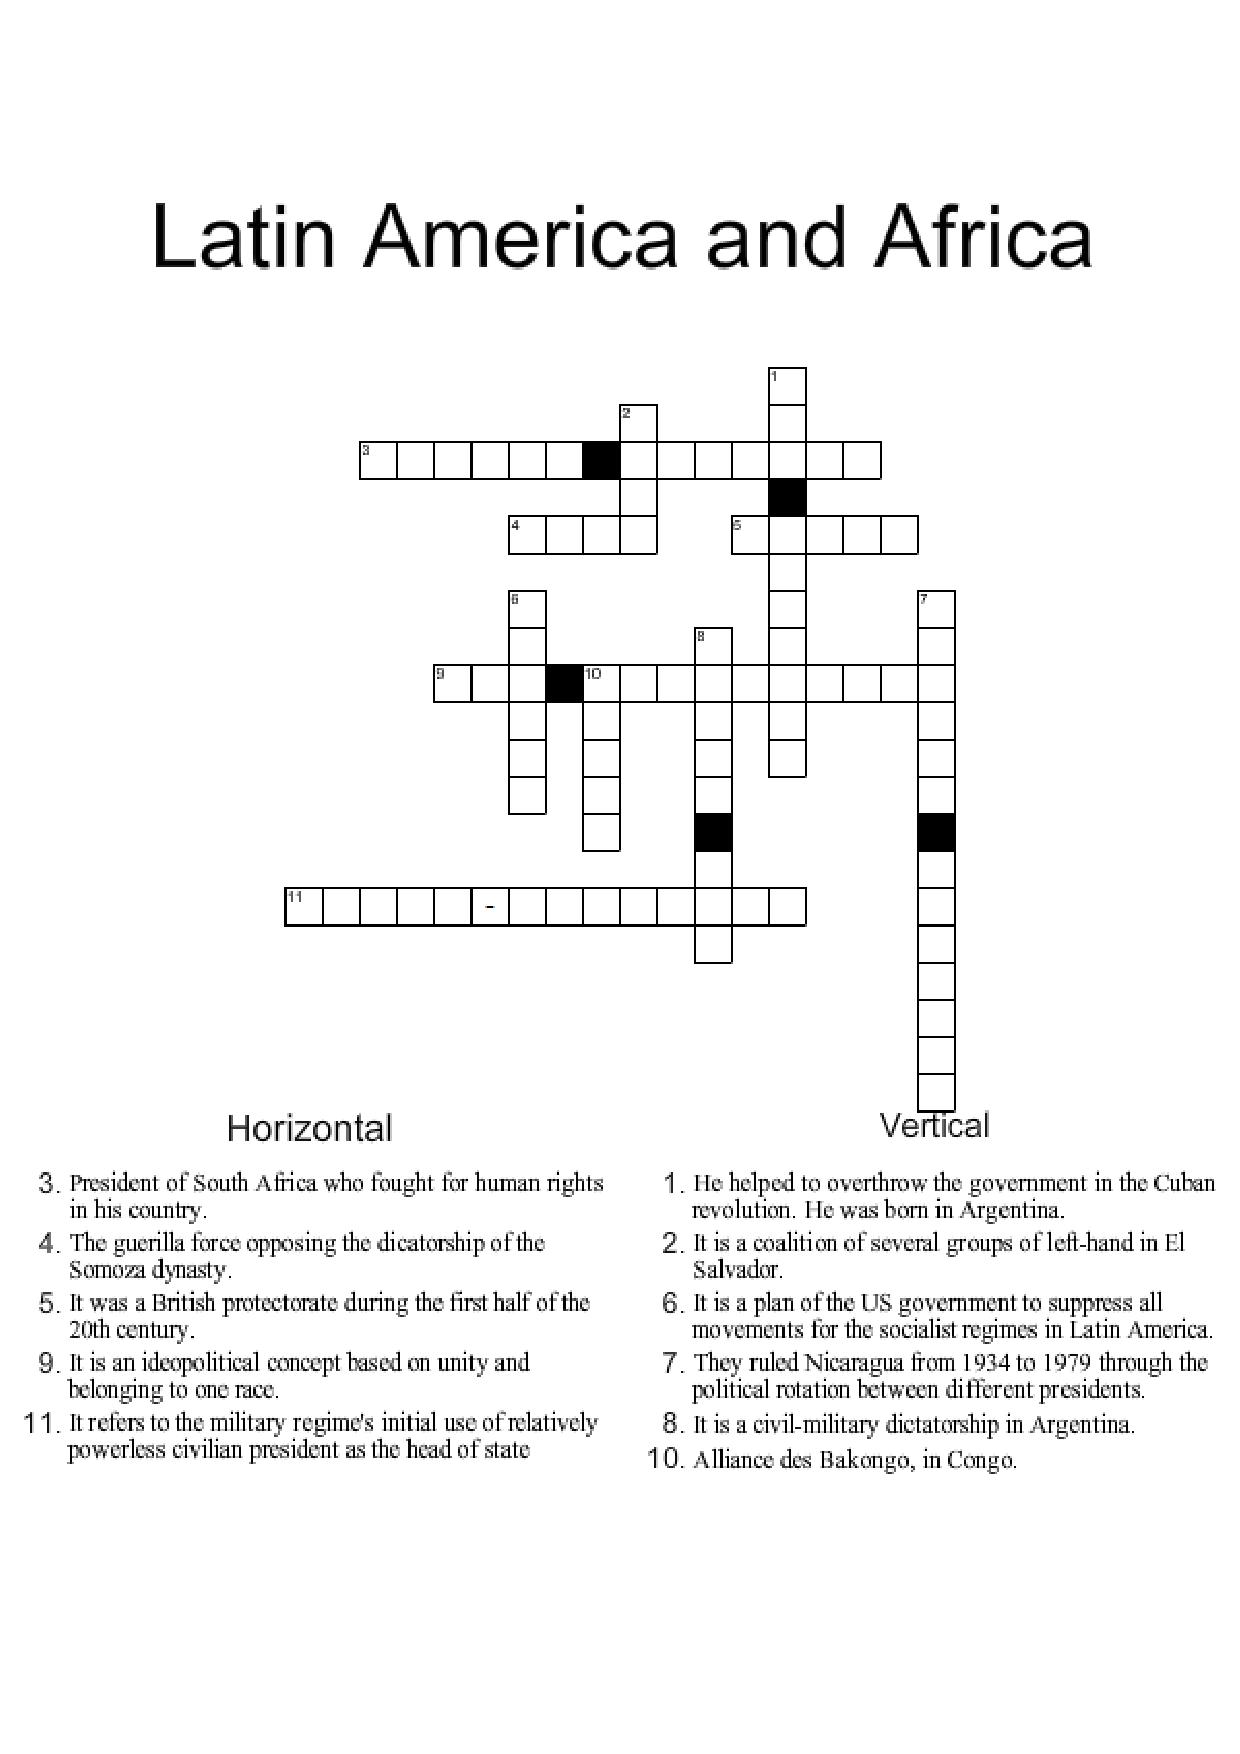 Latin America and Africa
1
2
3
4
5
6
7
8
9
10
11
-
Horizontal
3. President of South Africa who fought for human rights
in his country.
4. The guerilla force opposing the dicatorship of the
Somoza dynasty.
5. It was a British protectorate during the first half of the
20th century.
9. It is an ideopolitical concept based on unity and
belonging to one race.
11. It refers to the military regime's initial use of relatively
powerless civilian president as the head of state
Vertical
1. He helped to overthrow the government in the Cuban
revolution. He was born in Argentina.
2. It is a coalition of several groups of left-hand in El
Salvador.
6. It is a plan of the US government to suppress all
movements for the socialist regimes in Latin America.
7. They ruled Nicaragua from 1934 to 1979 through the
political rotation between different presidents.
8. It is a civil-military dictatorship in Argentina.
10. Alliance des Bakongo, in Congo.